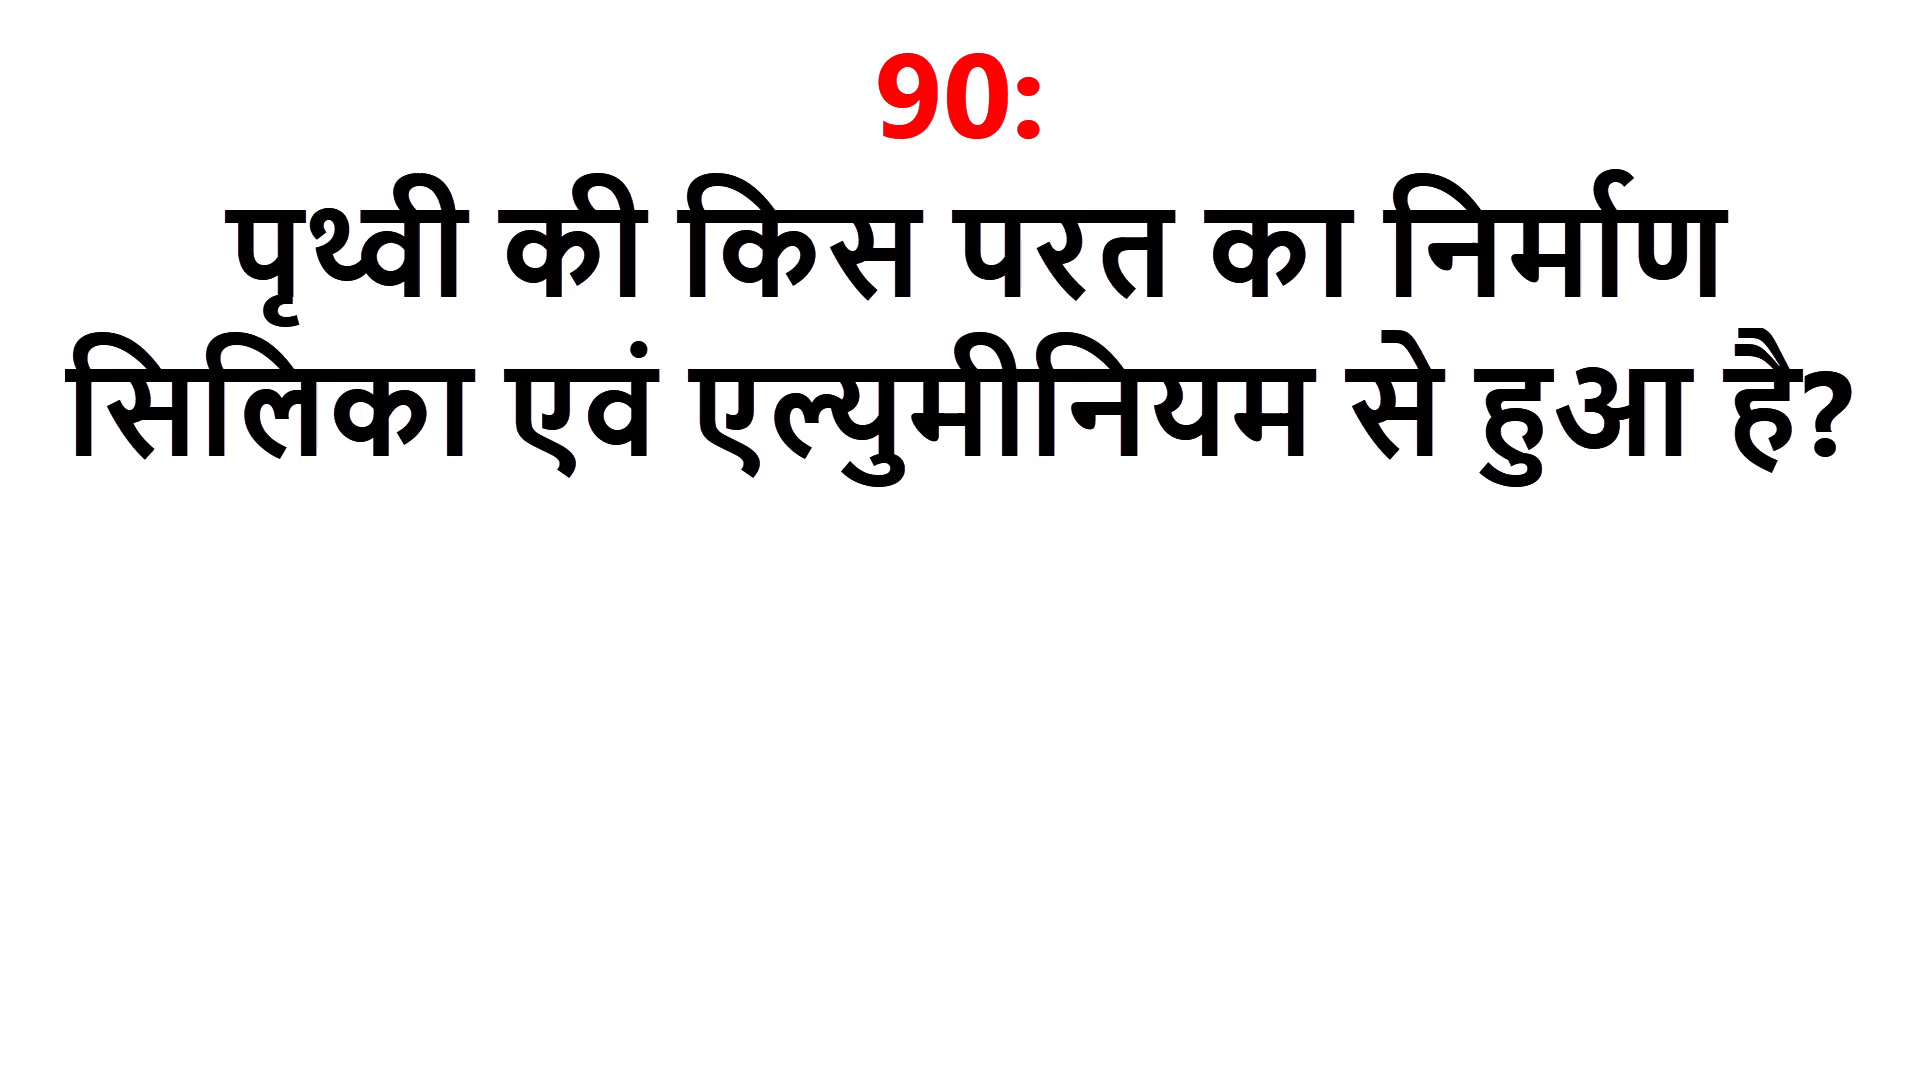 90:
पृथ्वी की किस परत का निर्माण
सिलिका एवं एल्युमीनियम से हुआ है?